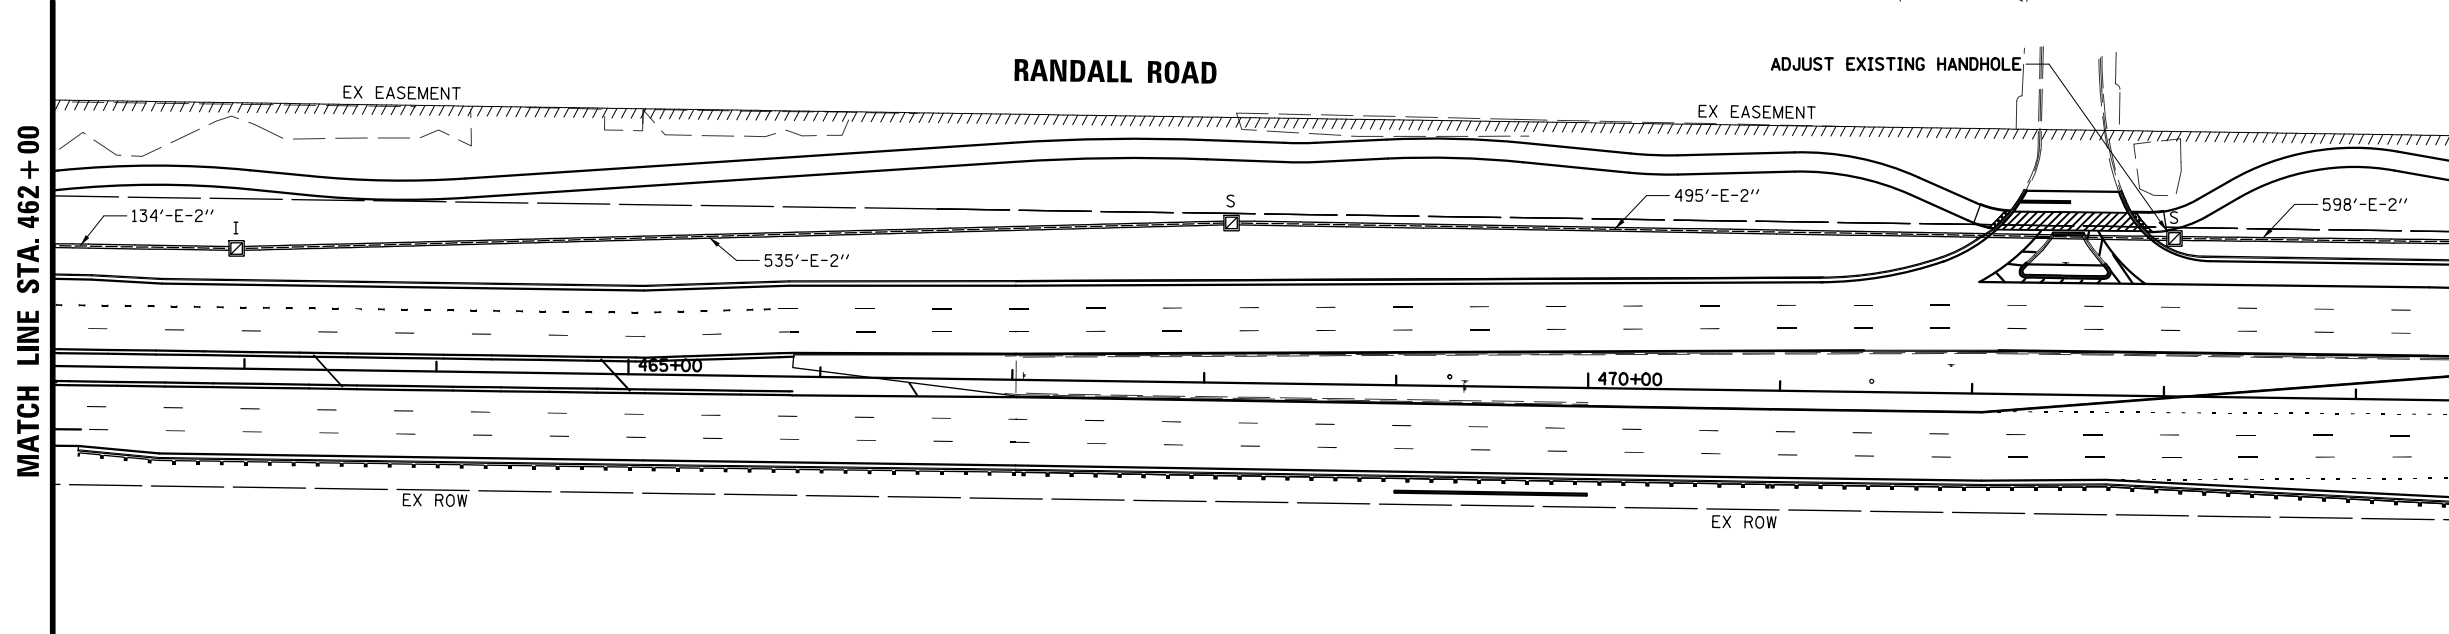 RANDALL ROAD
ADJUST EXISTING HANDHOLE
EX EASEMENT
EX EASEMENT
MATCH LINE STA. 462+00
134'-E-2"
I
S
495'-E-2"
S
598'-E-2"
535'-E-2"
465+00
470+00
EX ROW
EX ROW